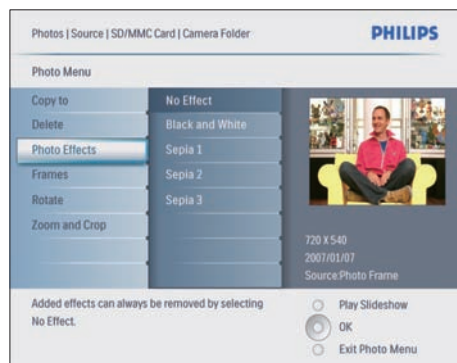 Photos | Source | SD/MMC Card | Camera Folder
PHILIPS
Photo Menu
Copy to
Delete
Photo Effects
Frames
Rotate
Zoom and Crop
No Effect
Black and White
Sepia 1
Sepia 2
Sepia 3
720 X 540
2007/01/07
Source:Photo Frame
Added effects can always be removed by selecting
No Effect.
Play Slideshow
OK
Exit Photo Menu